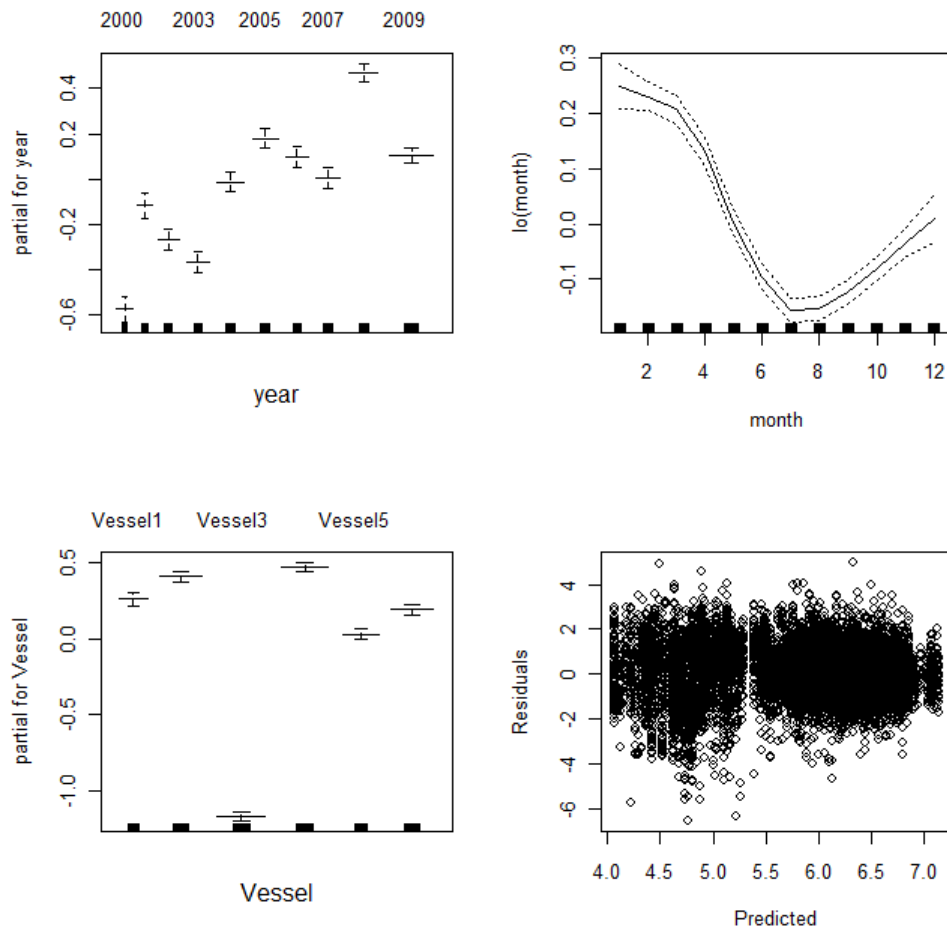 2000 2003 2005 2007 2009
0.4
0.2
-0.2
-0.6
partial for year
year
0.3
0.2
0.1
0.0
-0.1
lo(month)
2 4 6 8 10 12
month
Vessel1 Vessel3 Vessel5
0.5
0.0
-0.5
-1.0
partial for Vessel
Vessel
4
2
0
-2
-4
-6
Residuals
4.0 4.5 5.0 5.5 6.0 6.5 7.0
Predicted